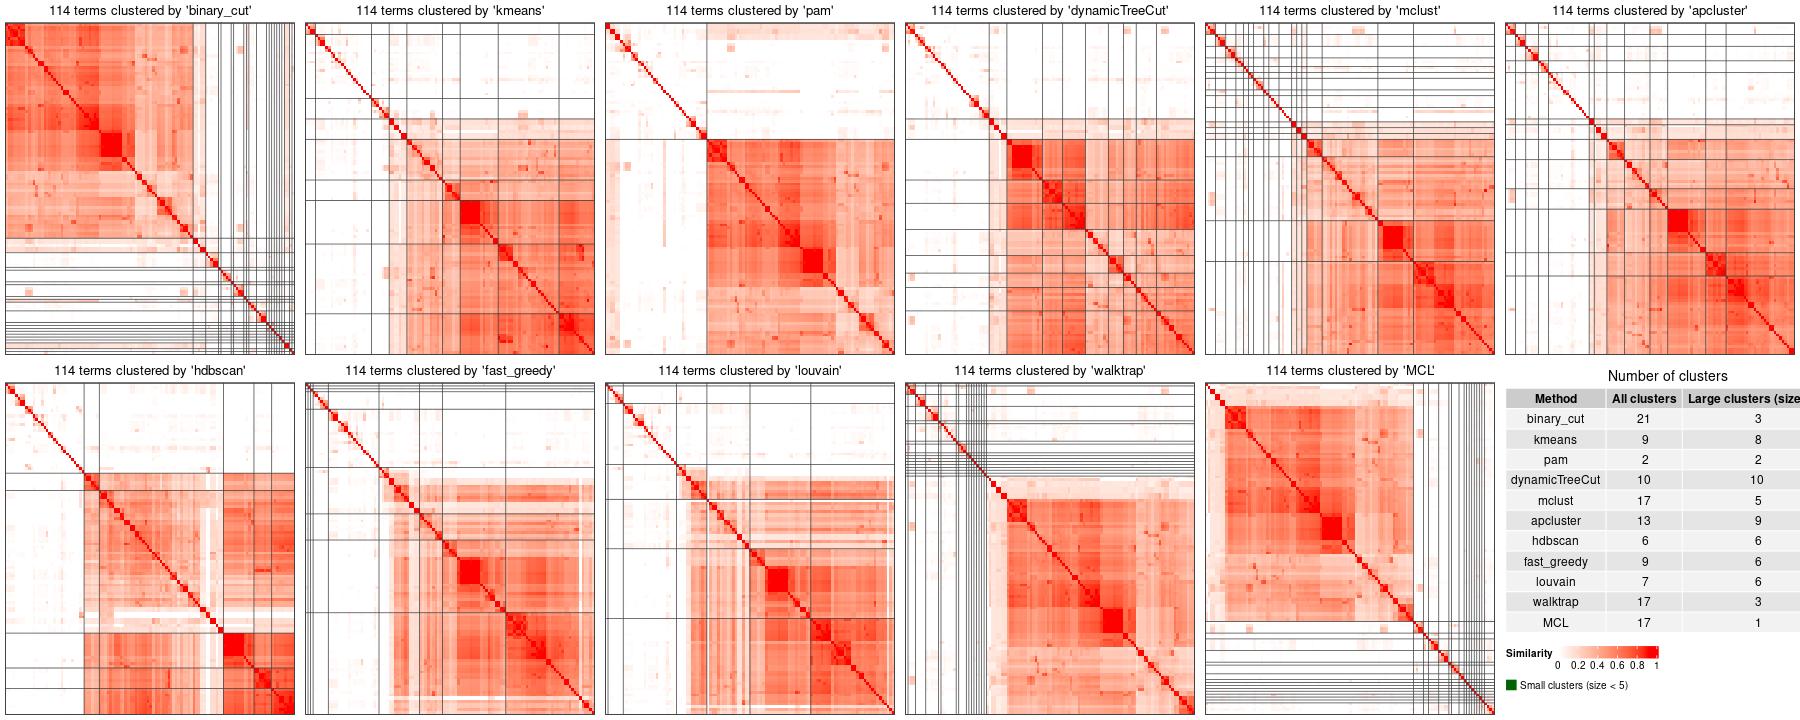 114 terms clustered by 'binary_cut'
114 terms clustered by 'kmeans'
114 terms clustered by 'pam'
114 terms clustered by 'dynamicTreeCut'
114 terms clustered by 'mclust'
114 terms clustered by 'apcluster'
114 terms clustered by 'hdbscan'
114 terms clustered by 'fast_greedy'
114 terms clustered by 'louvain'
114 terms clustered by 'walktrap'
114 terms clustered by 'MCL'
Number of clusters
Method All clusters Large clusters (size
binary_cut 21 3
kmeans 9 8
pam 2 2
dynamicTreeCut 10 10
mclust 17 5
apcluster 13 9
hdbscan 6 6
fast_greedy 9 6
louvain 7 6
walktrap 17 3
MCL 17 1
Similarity
0 0.2 0.4 0.6 0.8 1
Small clusters (size < 5)